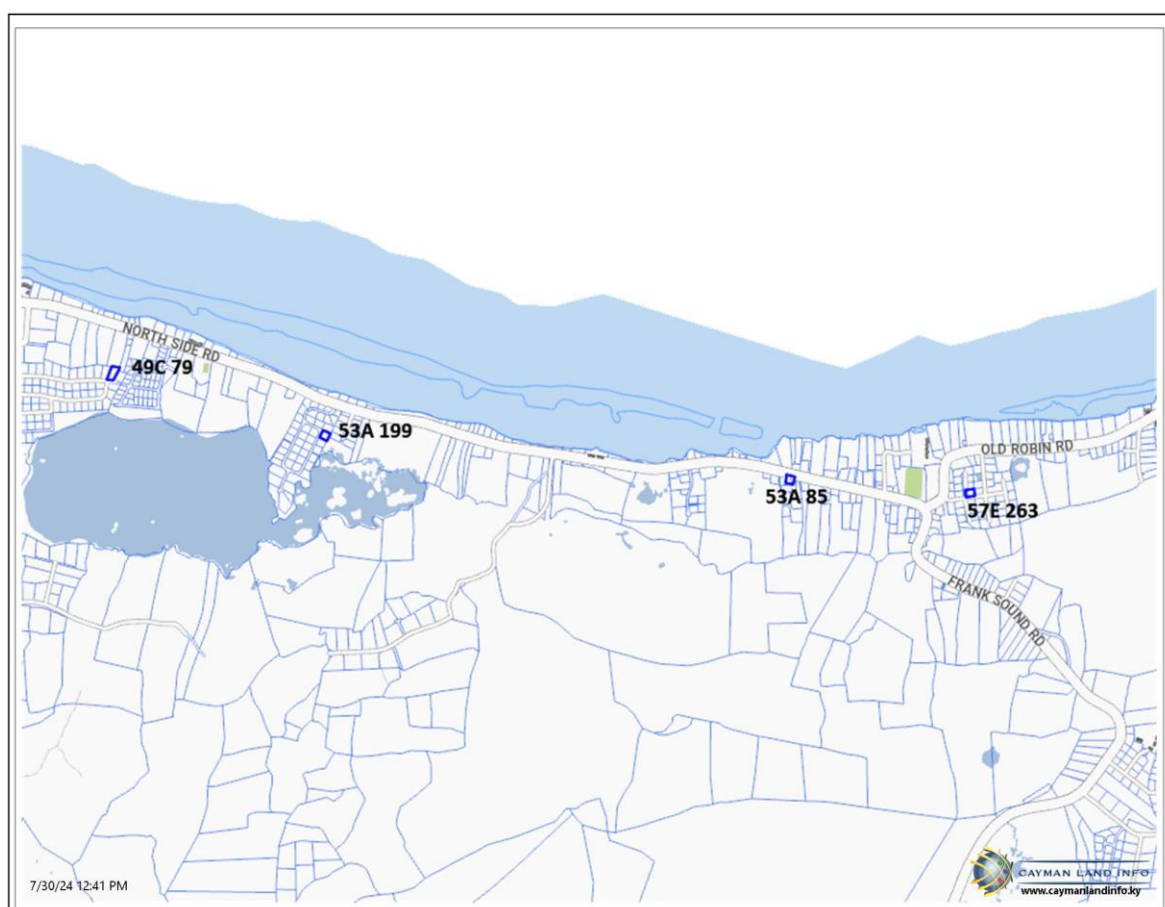 NORTH SIDE RD
49C 79
53A 199
OLD ROBIN RD
53A 85
57E 263
FRANK SOUND RD
7/30/24 12:41 PM
CAYMAN LAND INFO
www.caymanlandinfo.ky